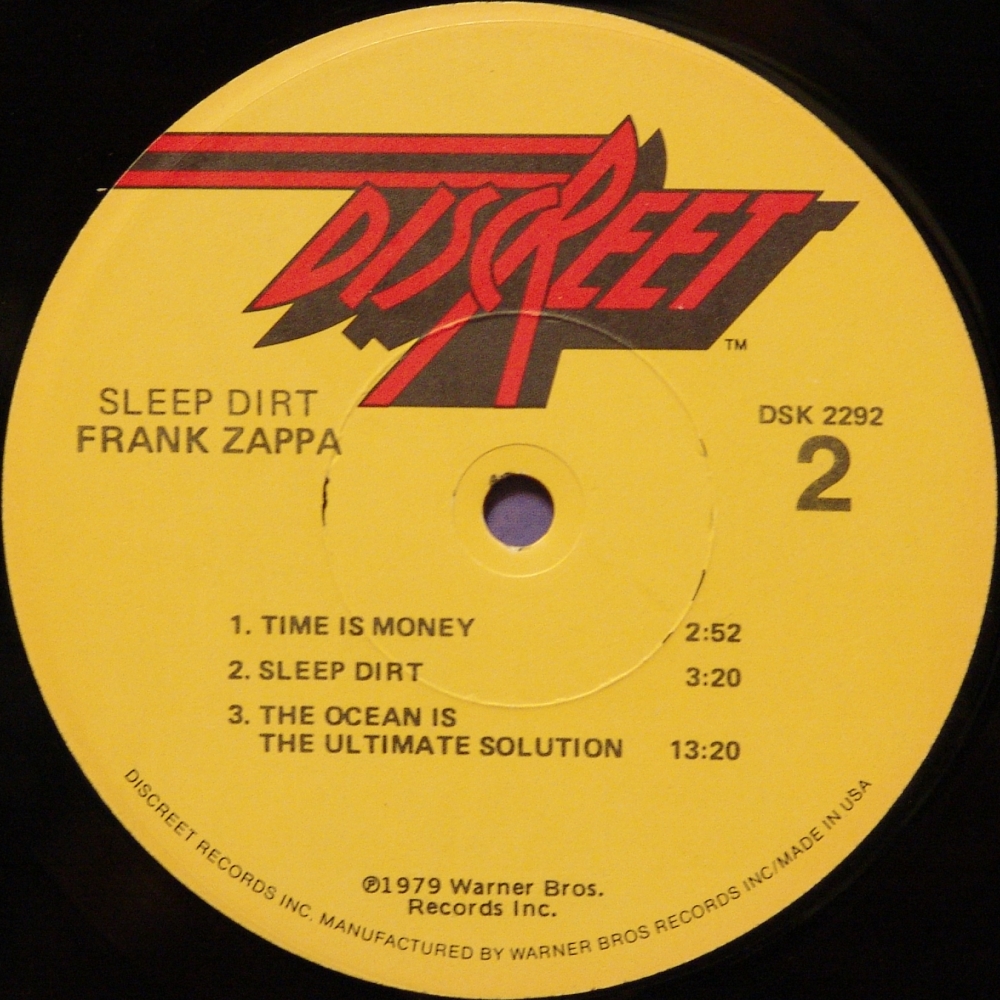 DISCREET
TM
SLEEP DIRT
FRANK ZAPPA
DSK 2292
2
1. TIME IS MONEY 2:52
2. SLEEP DIRT 3:20
3. THE OCEAN IS
THE ULTIMATE SOLUTION 13:20
℗1979 Warner Bros.
Records Inc.
DISCREET RECORDS INC. MANUFACTURED BY WARNER BROS RECORDS INC/MADE IN USA